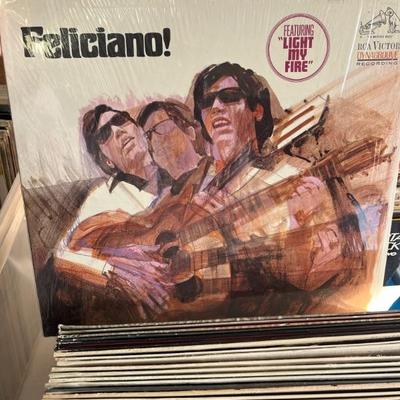 Feliciano!
FEATURING
"LIGHT
MY
FIRE"
RCA VICTOR
DYNAGROOVE
RECORDING